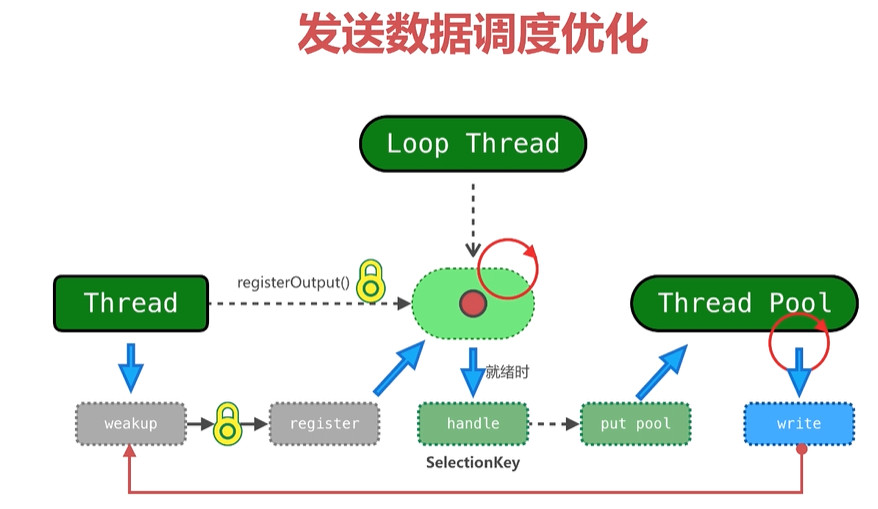 发送数据调度优化
Loop Thread
registerOutput()
Thread
Thread Pool
就绪时
weakup
register
handle
put pool
write
SelectionKey